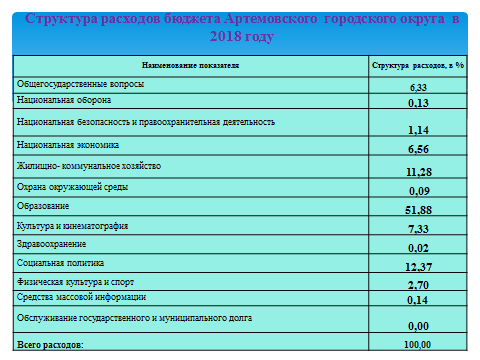 Структура расходов бюджета Артемовского городского округа в
2018 году
Наименование показателя Структура расходов, в %
Общегосударственные вопросы 6,33
Национальная оборона 0,13
Национальная безопасность и правоохранительная деятельность 1,14
Национальная экономика 6,56
Жилищно- коммунальное хозяйство 11,28
Охрана окружающей среды 0,09
Образование 51,88
Культура и кинематография 7,33
Здравоохранение 0,02
Социальная политика 12,37
Физическая культура и спорт 2,70
Средства массовой информации 0,14
Обслуживание государственного и муниципального долга 0,00
Всего расходов: 100,00